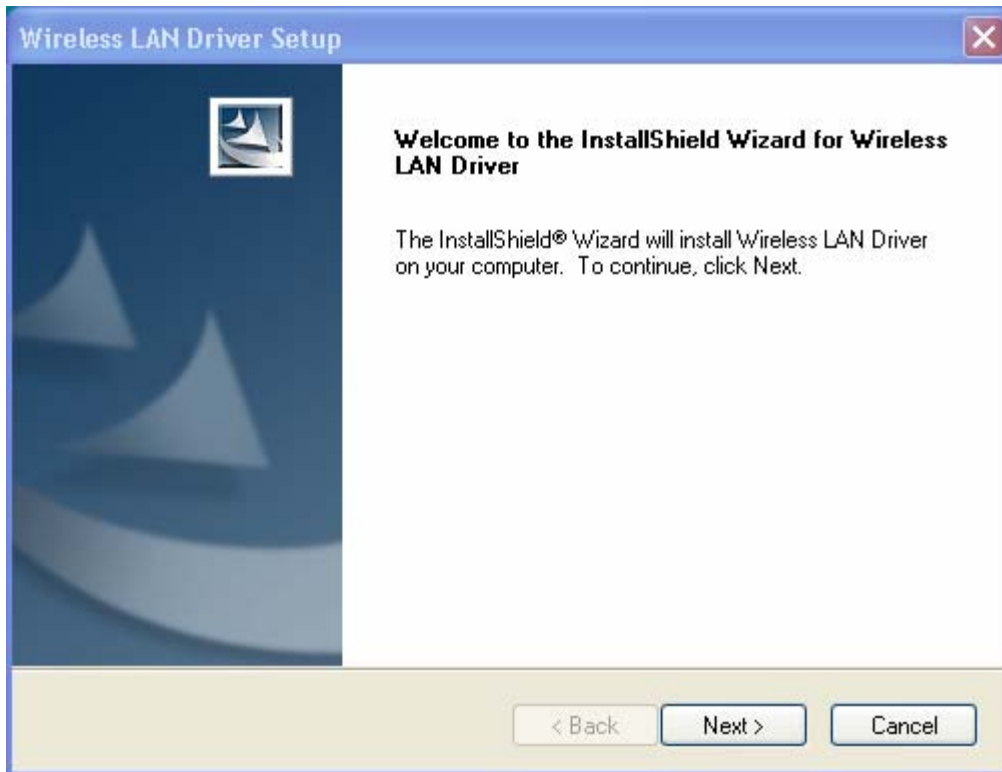 Wireless LAN Driver Setup
Welcome to the InstallShield Wizard for Wireless
LAN Driver
The InstallShield® Wizard will install Wireless LAN Driver
on your computer.  To continue, click Next.
< Back
Next >
Cancel